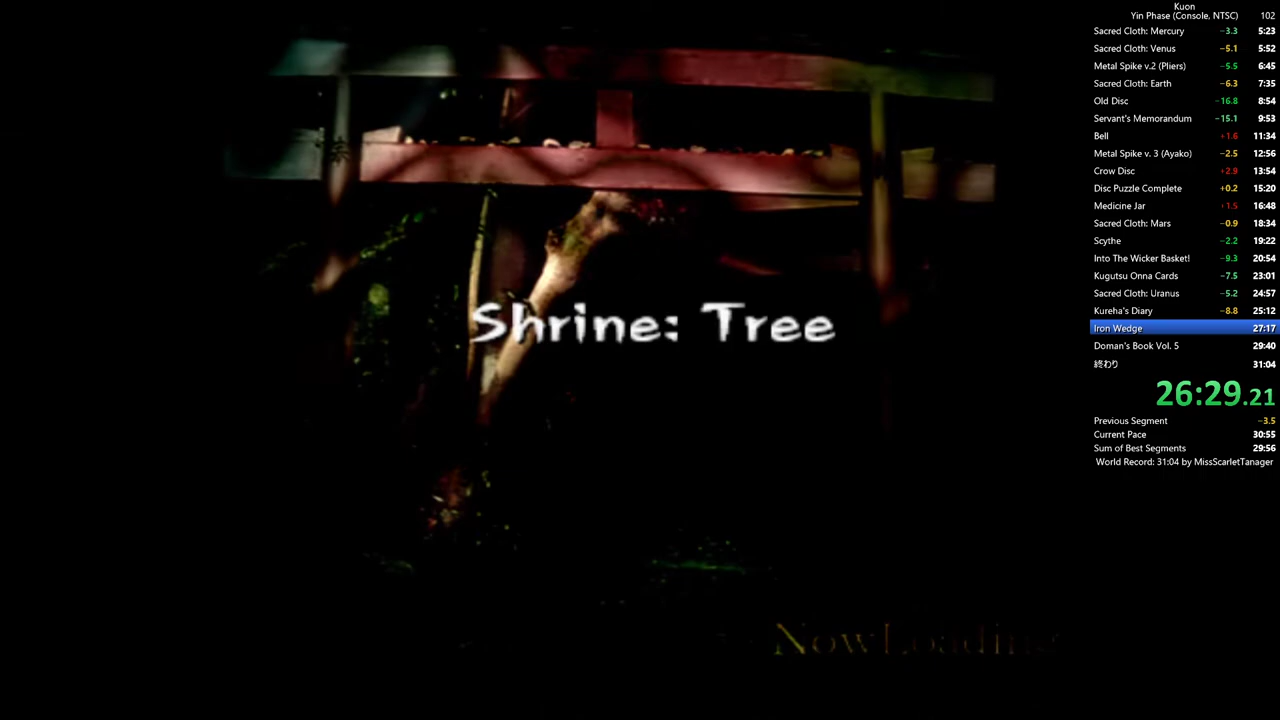 Kuon
Yin Phase (Console, NTSC) 102
Sacred Cloth: Mercury −3.3 5:23
Sacred Cloth: Venus −5.1 5:52
Metal Spike v.2 (Pliers) −5.5 6:45
Sacred Cloth: Earth −6.3 7:35
Old Disc −16.8 8:54
Servant's Memorandum −15.1 9:53
Bell +1.6 11:34
Metal Spike v. 3 (Ayako) −2.5 12:56
Crow Disc +2.9 13:54
Disc Puzzle Complete +0.2 15:20
Medicine Jar +1.5 16:48
Sacred Cloth: Mars −0.9 18:34
Scythe −2.2 19:22
Into The Wicker Basket! −9.3 20:54
Kugutsu Onna Cards −7.5 23:01
Sacred Cloth: Uranus −5.2 24:57
Kureha's Diary −8.8 25:12
Iron Wedge 27:17
Doman's Book Vol. 5 29:40
終わり 31:04
26:29.21
Previous Segment −3.5
Current Pace 30:55
Sum of Best Segments 29:56
World Record: 31:04 by MissScarletTanager
Shrine: Tree
Now Loading